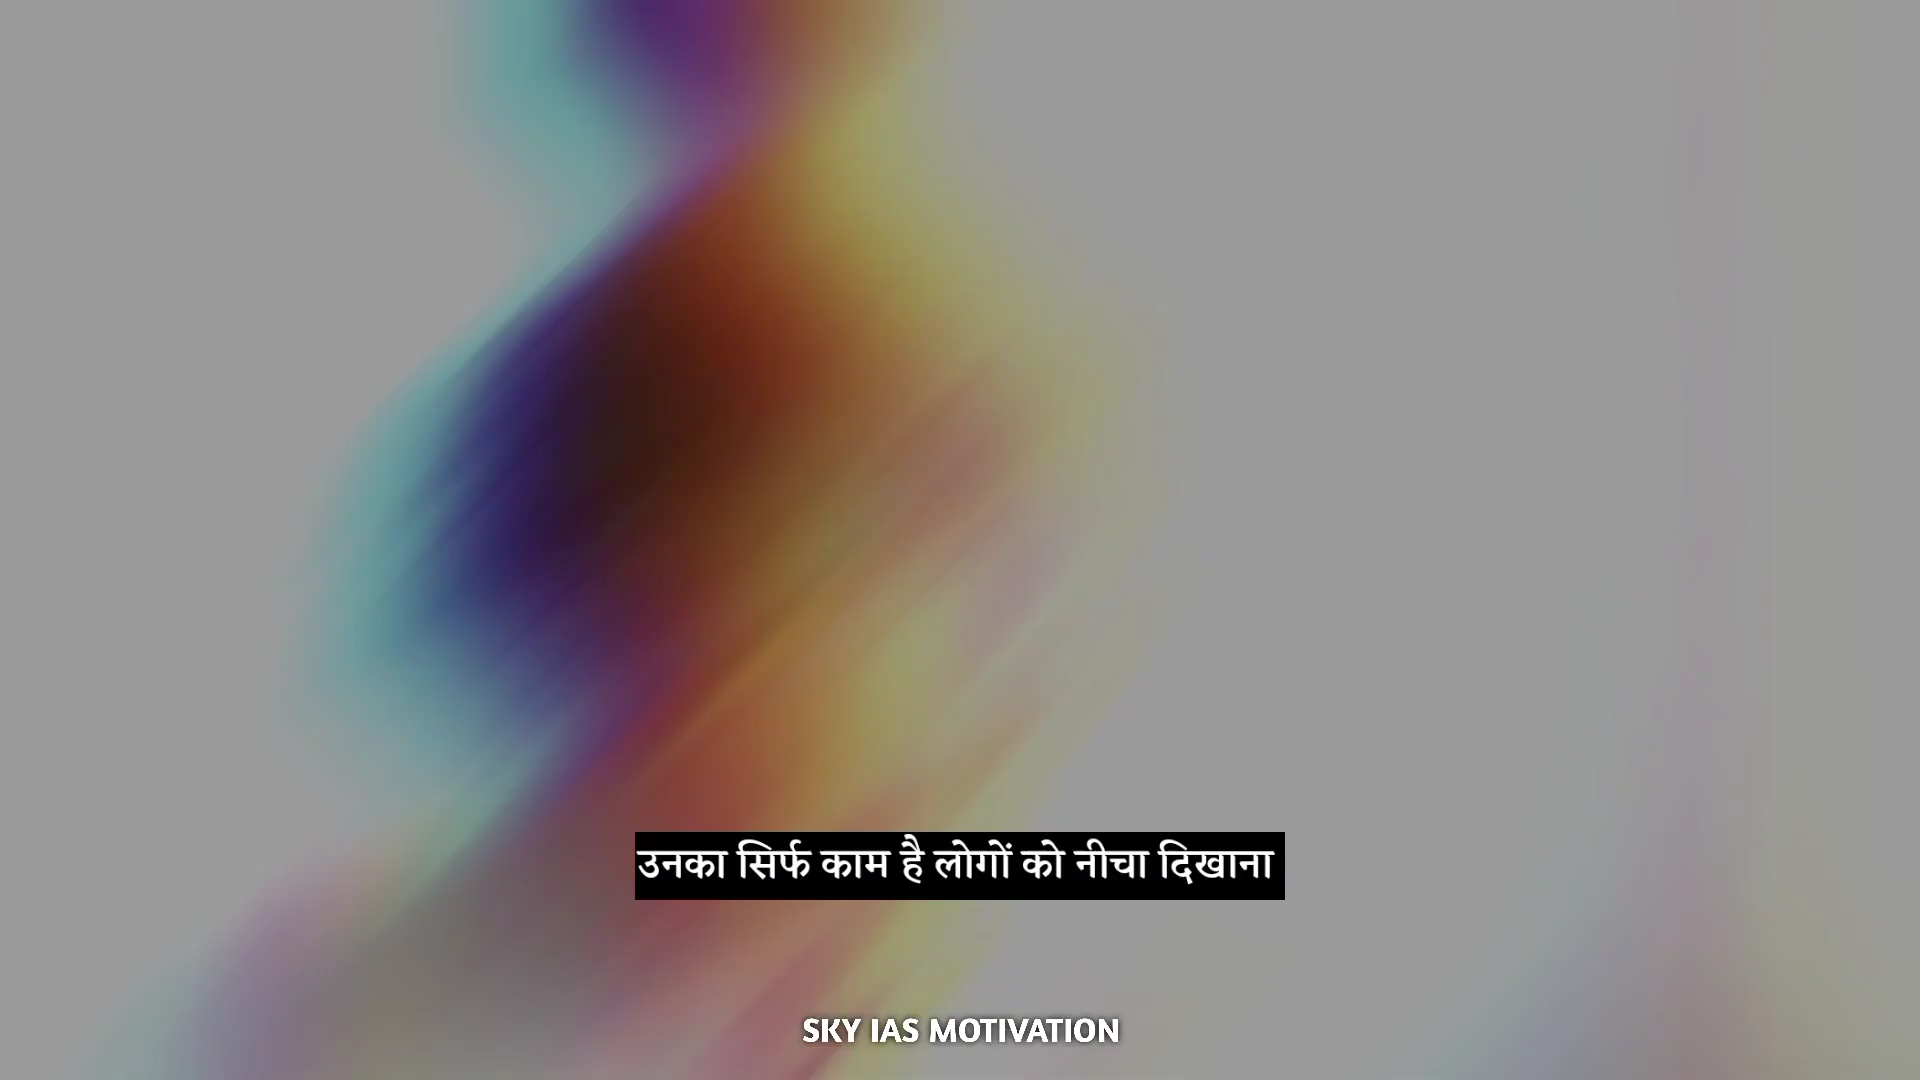 उनका सिर्फ काम है लोगों को नीचा दिखाना
SKY IAS MOTIVATION